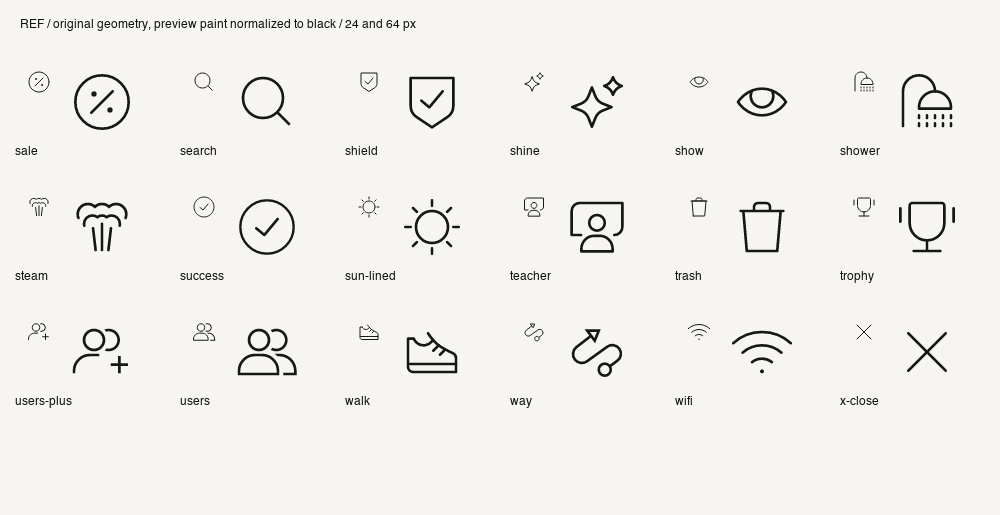 REF / original geometry, preview paint normalized to black / 24 and 64 px
sale search shield shine show shower
steam success sun-lined teacher trash trophy
users-plus users walk way wifi x-close